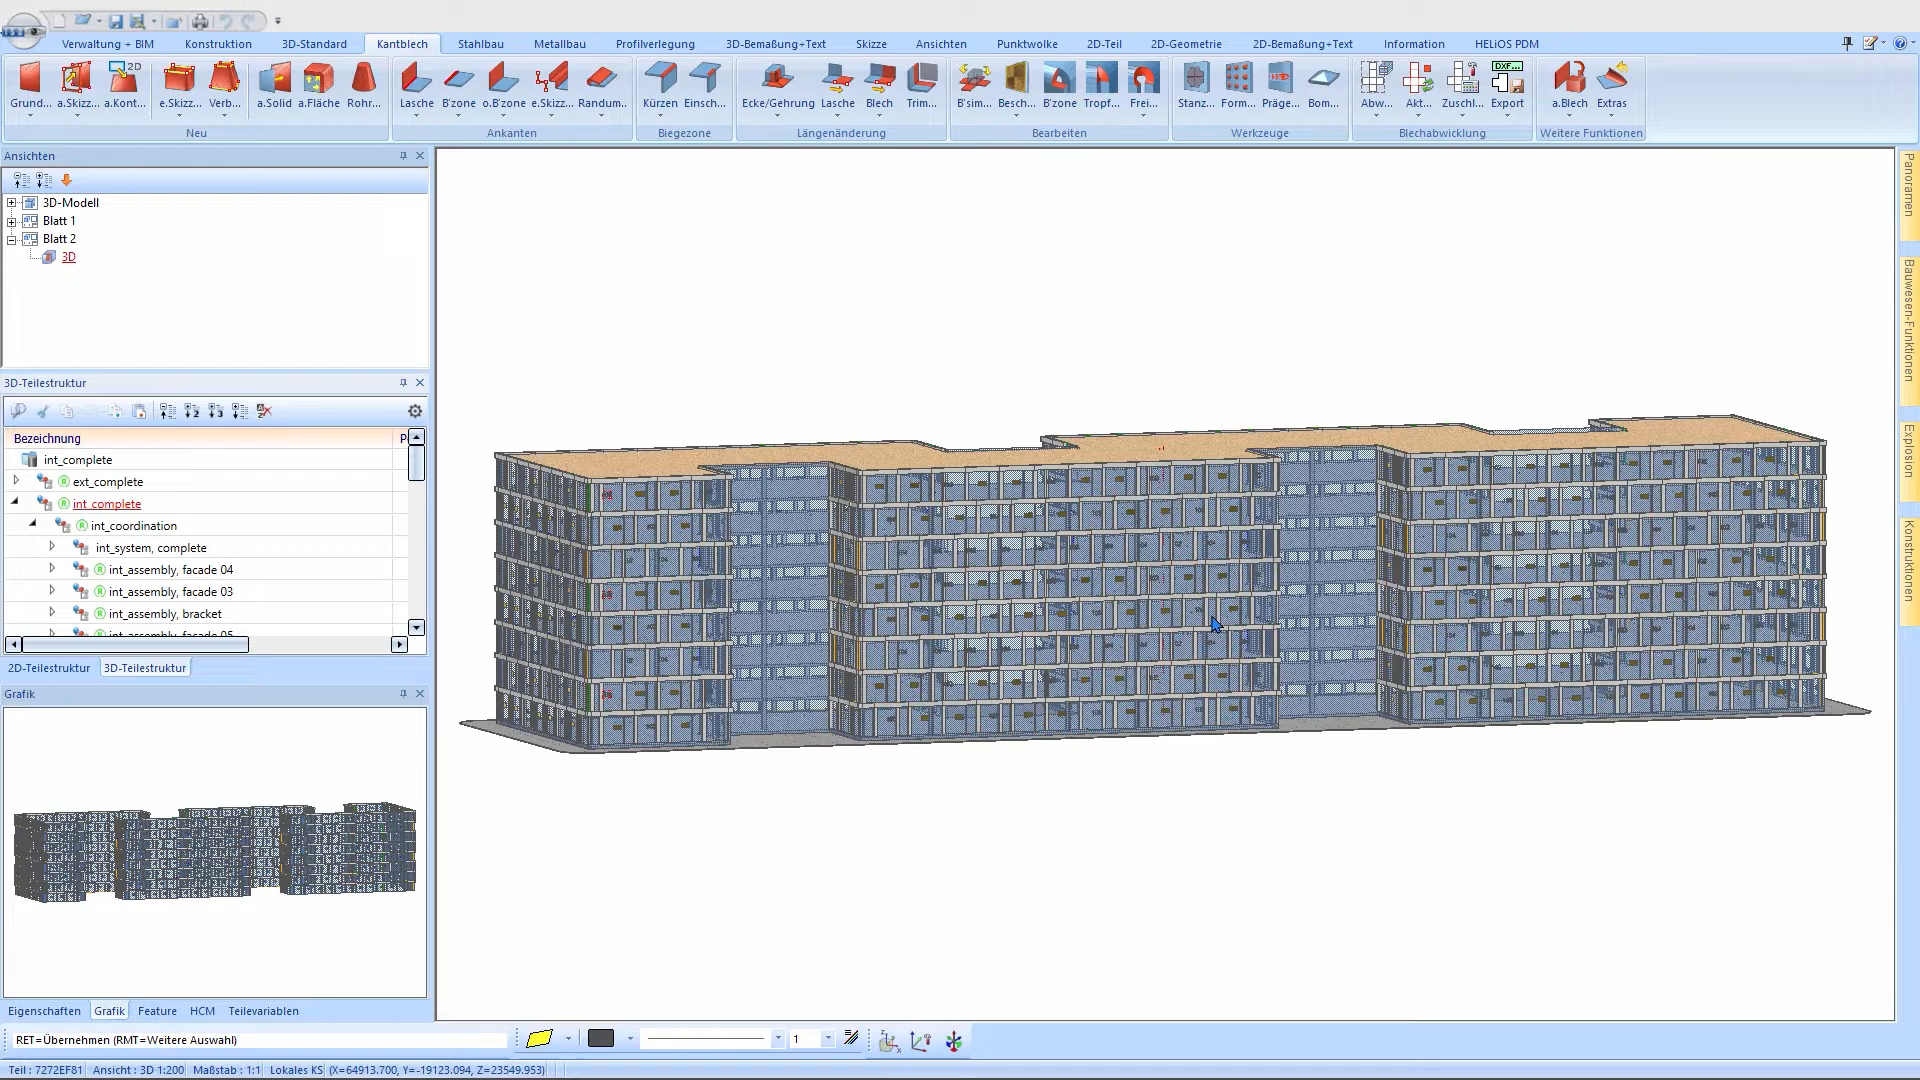 Verwaltung + BIM Konstruktion 3D-Standard Kantblech Stahlbau Metallbau Profilverlegung 3D-Bemaßung+Text Skizze Ansichten Punktwolke 2D-Teil 2D-Geometrie 2D-Bemaßung+Text Information HELiOS PDM
2D DXF...
Grund... a.Skizz... a.Kont... e.Skizz... Verb... a.Solid a.Fläche Rohr... Lasche B'zone o.B'zone e.Skizz... Randum... Kürzen Einsch... Ecke/Gehrung Lasche Blech Trim... B'sim... Besch... B'zone Tropf... Frei... Stanz... Form... Präge... Bom... Abw... Akt... Zuschl... Export a.Blech Extras
Neu Ankanten Biegezone Längenänderung Bearbeiten Werkzeuge Blechabwicklung Weitere Funktionen
Ansichten
3D-Modell
Blatt 1
Blatt 2
3D
3D-Teilestruktur
Bezeichnung P
int_complete
ext_complete
int_complete
int_coordination
int_system, complete
int_assembly, facade 04
int_assembly, facade 03
int_assembly, bracket
int_assembly, facade 05
2D-Teilestruktur 3D-Teilestruktur
Grafik
Eigenschaften Grafik Feature HCM Teilevariablen
RET=Übernehmen (RMT=Weitere Auswahl) 1
Teil : 7272EF81 Ansicht : 3D 1:200 Maßstab : 1:1 Lokales KS (X=64913.700, Y=-19123.094, Z=23549.953)
Panoramen
Bauwesen-Funktionen
Explosion
Konstruktionen